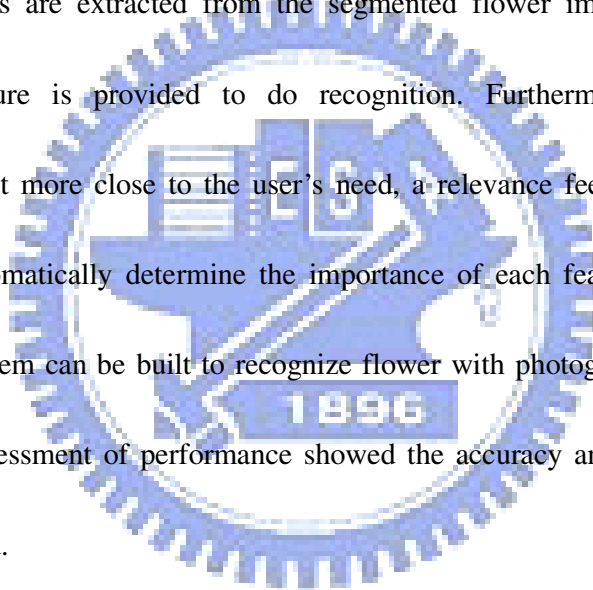 s are extracted from the segmented flower im
ure is provided to do recognition. Furtherm
t more close to the user's need, a relevance fee
omatically determine the importance of each fea
em can be built to recognize flower with photog
1896
essment of performance showed the accuracy an